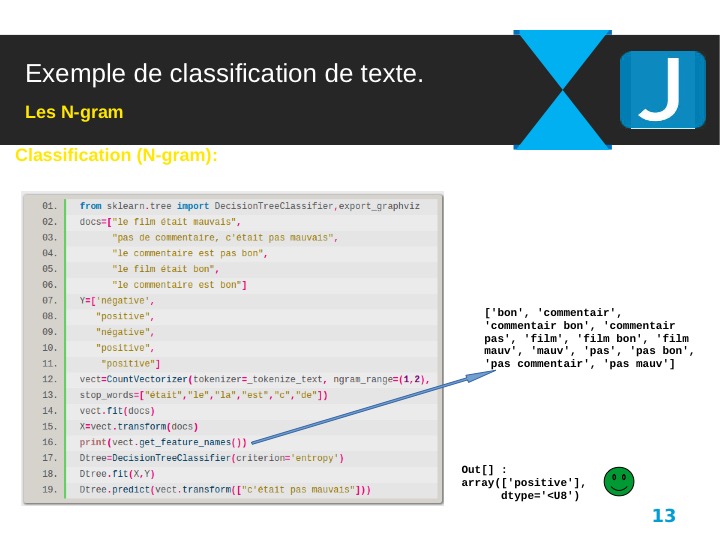 Exemple de classification de texte.
Les N-gram
J
Classification (N-gram):
01. from sklearn.tree import DecisionTreeClassifier,export_graphviz
02. docs=["le film était mauvais",
03. "pas de commentaire, c'était pas mauvais",
04. "le commentaire est pas bon",
05. "le film était bon",
06. "le commentaire est bon"]
07. Y=['négative',
08. "positive",
09. "négative",
10. "positive",
11. "positive"]
12. vect=CountVectorizer(tokenizer=_tokenize_text, ngram_range=(1,2),
13. stop_words=["était","le","la","est","c","de"])
14. vect.fit(docs)
15. X=vect.transform(docs)
16. print(vect.get_feature_names())
17. Dtree=DecisionTreeClassifier(criterion='entropy')
18. Dtree.fit(X,Y)
19. Dtree.predict(vect.transform(["c'était pas mauvais"]))
['bon', 'commentair',
'commentair bon', 'commentair
pas', 'film', 'film bon', 'film
mauv', 'mauv', 'pas', 'pas bon',
'pas commentair', 'pas mauv']
Out[] :
array(['positive'],
dtype='<U8')
13